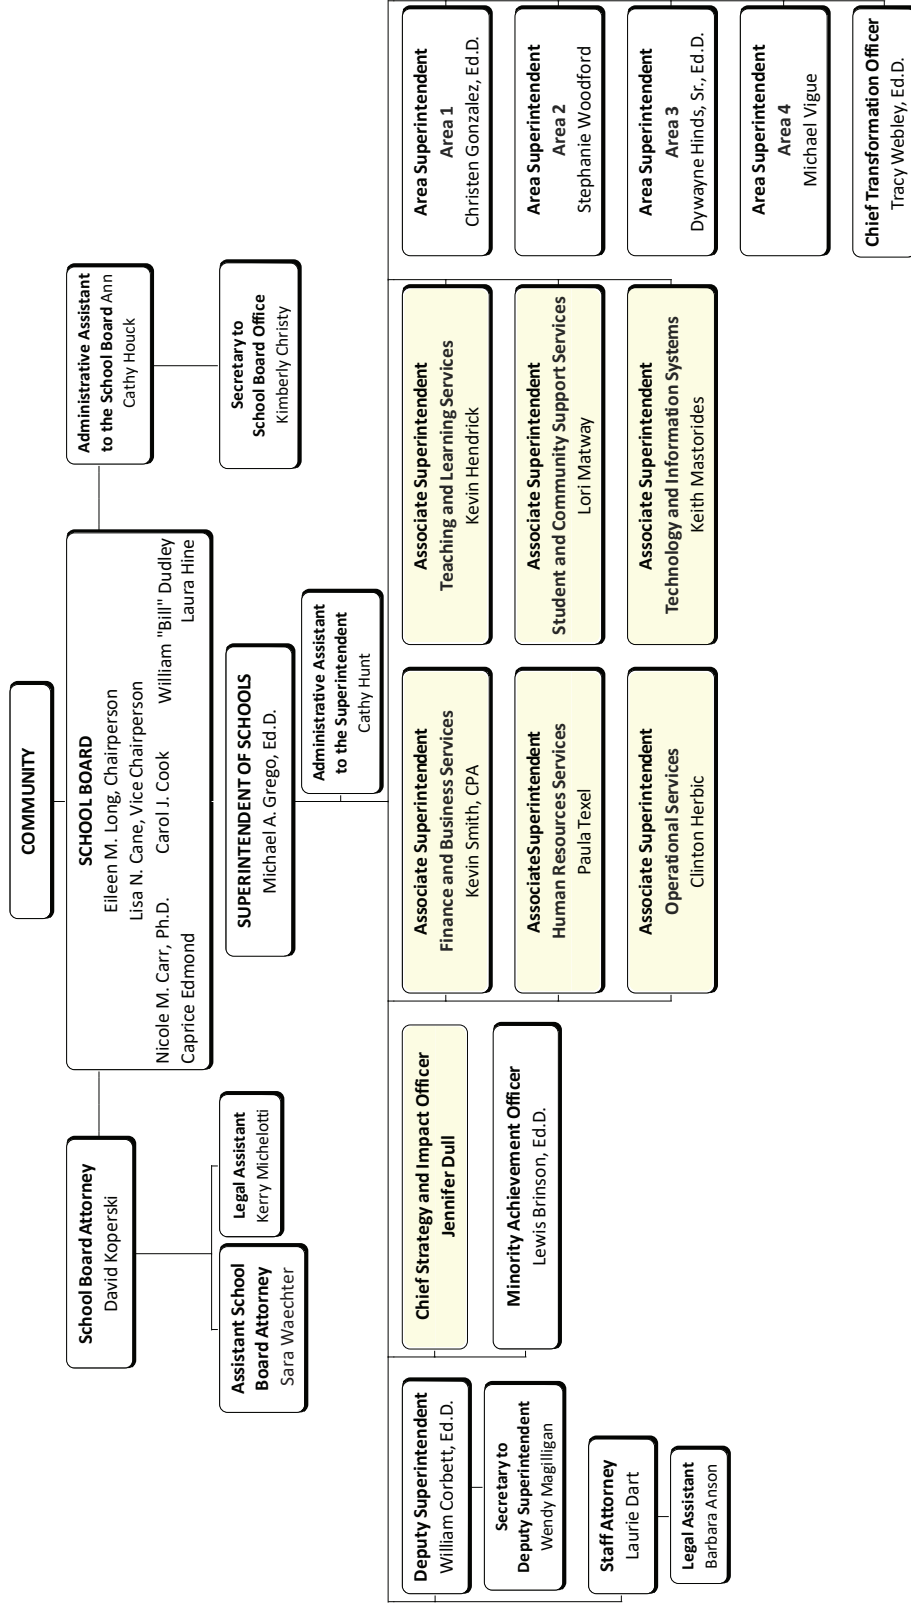 COMMUNITY
SCHOOL BOARD
Eileen M. Long, Chairperson
Lisa N. Cane, Vice Chairperson
Nicole M. Carr, Ph.D. Carol J. Cook William "Bill" Dudley
Caprice Edmond Laura Hine
School Board Attorney
David Koperski
Administrative Assistant
to the School Board Ann
Cathy Houck
Assistant School
Board Attorney
Sara Waechter
Legal Assistant
Kerry Michelotti
Secretary to
School Board Office
Kimberly Christy
SUPERINTENDENT OF SCHOOLS
Michael A. Grego, Ed.D.
Administrative Assistant
to the Superintendent
Cathy Hunt
Deputy Superintendent
William Corbett, Ed.D.
Secretary to
Deputy Superintendent
Wendy Magilligan
Staff Attorney
Laurie Dart
Legal Assistant
Barbara Anson
Chief Strategy and Impact Officer
Jennifer Dull
Minority Achievement Officer
Lewis Brinson, Ed.D.
Associate Superintendent
Finance and Business Services
Kevin Smith, CPA
AssociateSuperintendent
Human Resources Services
Paula Texel
Associate Superintendent
Operational Services
Clinton Herbic
Associate Superintendent
Teaching and Learning Services
Kevin Hendrick
Associate Superintendent
Student and Community Support Services
Lori Matway
Associate Superintendent
Technology and Information Systems
Keith Mastorides
Area Superintendent
Area 1
Christen Gonzalez, Ed.D.
Area Superintendent
Area 2
Stephanie Woodford
Area Superintendent
Area 3
Dywayne Hinds, Sr., Ed.D.
Area Superintendent
Area 4
Michael Vigue
Chief Transformation Officer
Tracy Webley, Ed.D.